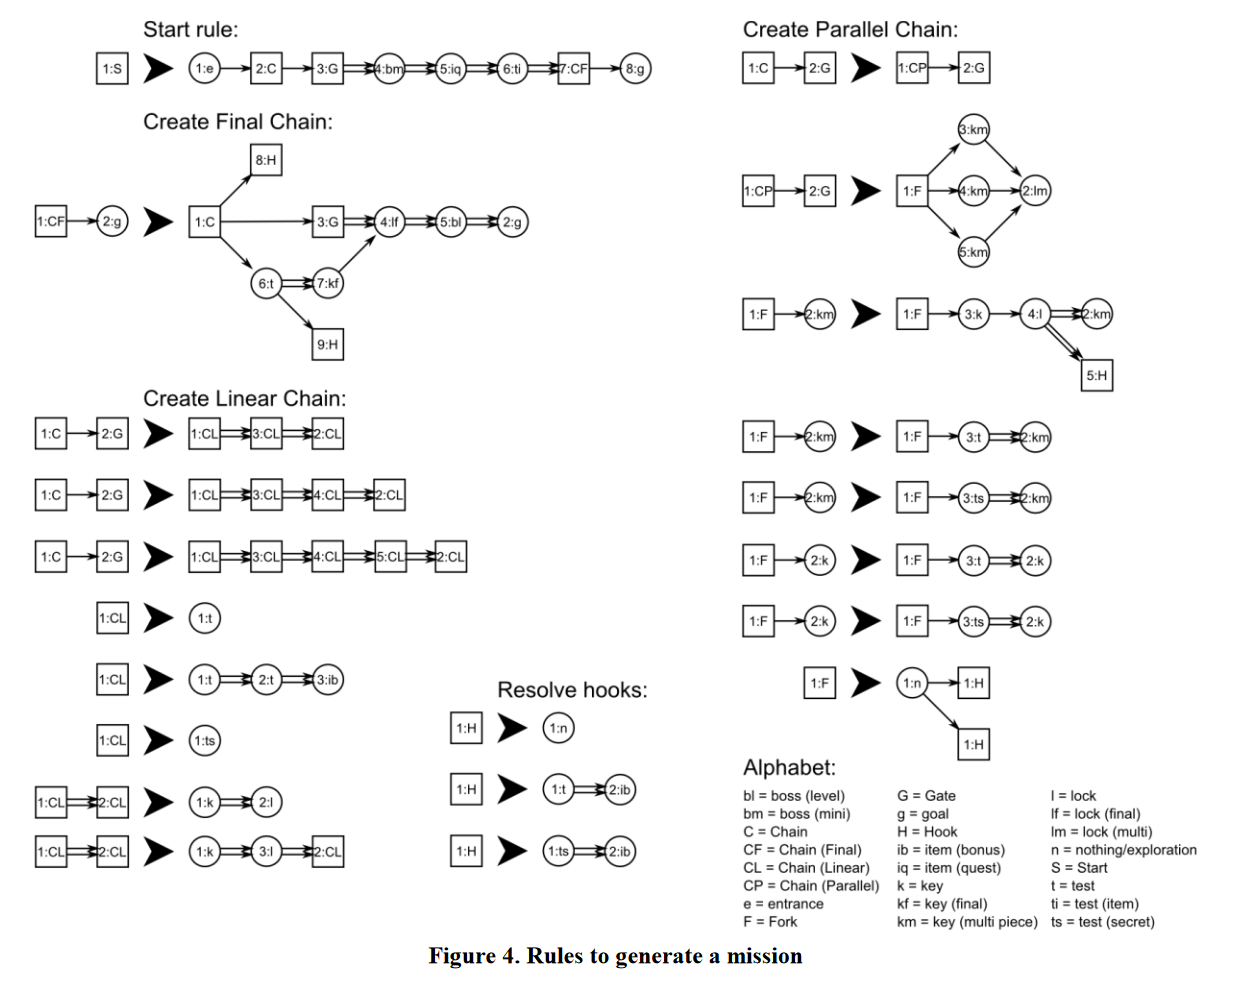 Start rule:
1:S 1:e 2:C 3:G 4:bm 5:iq 6:ti 7:CF 8:g
Create Final Chain:
8:H
1:CF 2:g 1:C 3:G 4:lf 5:bl 2:g
6:t 7:kf
9:H
Create Linear Chain:
1:C 2:G 1:CL 3:CL 2:CL
1:C 2:G 1:CL 3:CL 4:CL 2:CL
1:C 2:G 1:CL 3:CL 4:CL 5:CL 2:CL
1:CL 1:t
1:CL 1:t 2:t 3:ib
1:CL 1:ts
1:CL 2:CL 1:k 2:l
1:CL 2:CL 1:k 3:l 2:CL
Resolve hooks:
1:H 1:n
1:H 1:t 2:ib
1:H 1:ts 2:ib
Create Parallel Chain:
1:C 2:G 1:CP 2:G
3:km
1:CP 2:G 1:F 4:km 2:lm
5:km
1:F 2:km 1:F 3:k 4:l 2:km
5:H
1:F 2:km 1:F 3:t 2:km
1:F 2:km 1:F 3:ts 2:km
1:F 2:k 1:F 3:t 2:k
1:F 2:k 1:F 3:ts 2:k
1:F 1:n 1:H
1:H
Alphabet:
bl = boss (level)
bm = boss (mini)
C = Chain
CF = Chain (Final)
CL = Chain (Linear)
CP = Chain (Parallel)
e = entrance
F = Fork
G = Gate
g = goal
H = Hook
ib = item (bonus)
iq = item (quest)
k = key
kf = key (final)
km = key (multi piece)
l = lock
lf = lock (final)
lm = lock (multi)
n = nothing/exploration
S = Start
t = test
ti = test (item)
ts = test (secret)
Figure 4. Rules to generate a mission